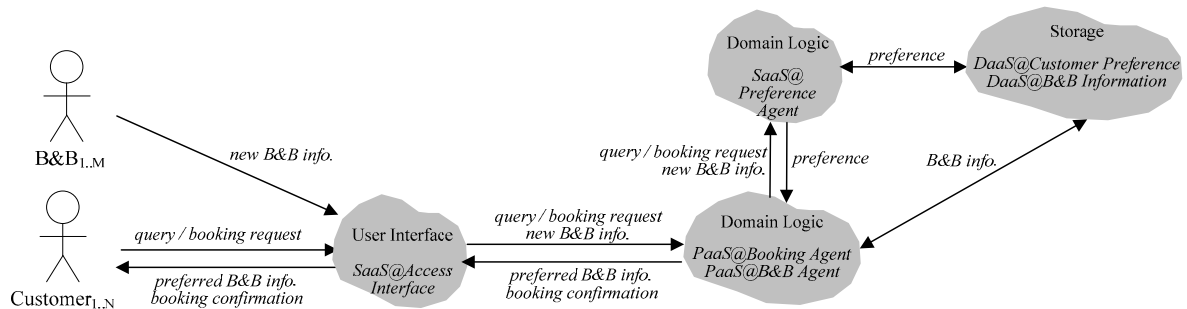 B&B1..M
new B&B info.
Customer1..N
query / booking request
preferred B&B info.
booking confirmation
User Interface
SaaS@Access
Interface
query / booking request
new B&B info.
preferred B&B info.
booking confirmation
Domain Logic
PaaS@Booking Agent
PaaS@B&B Agent
query / booking request
new B&B info.
preference
Domain Logic
SaaS@
Preference
Agent
preference
Storage
DaaS@Customer Preference
DaaS@B&B Information
B&B info.